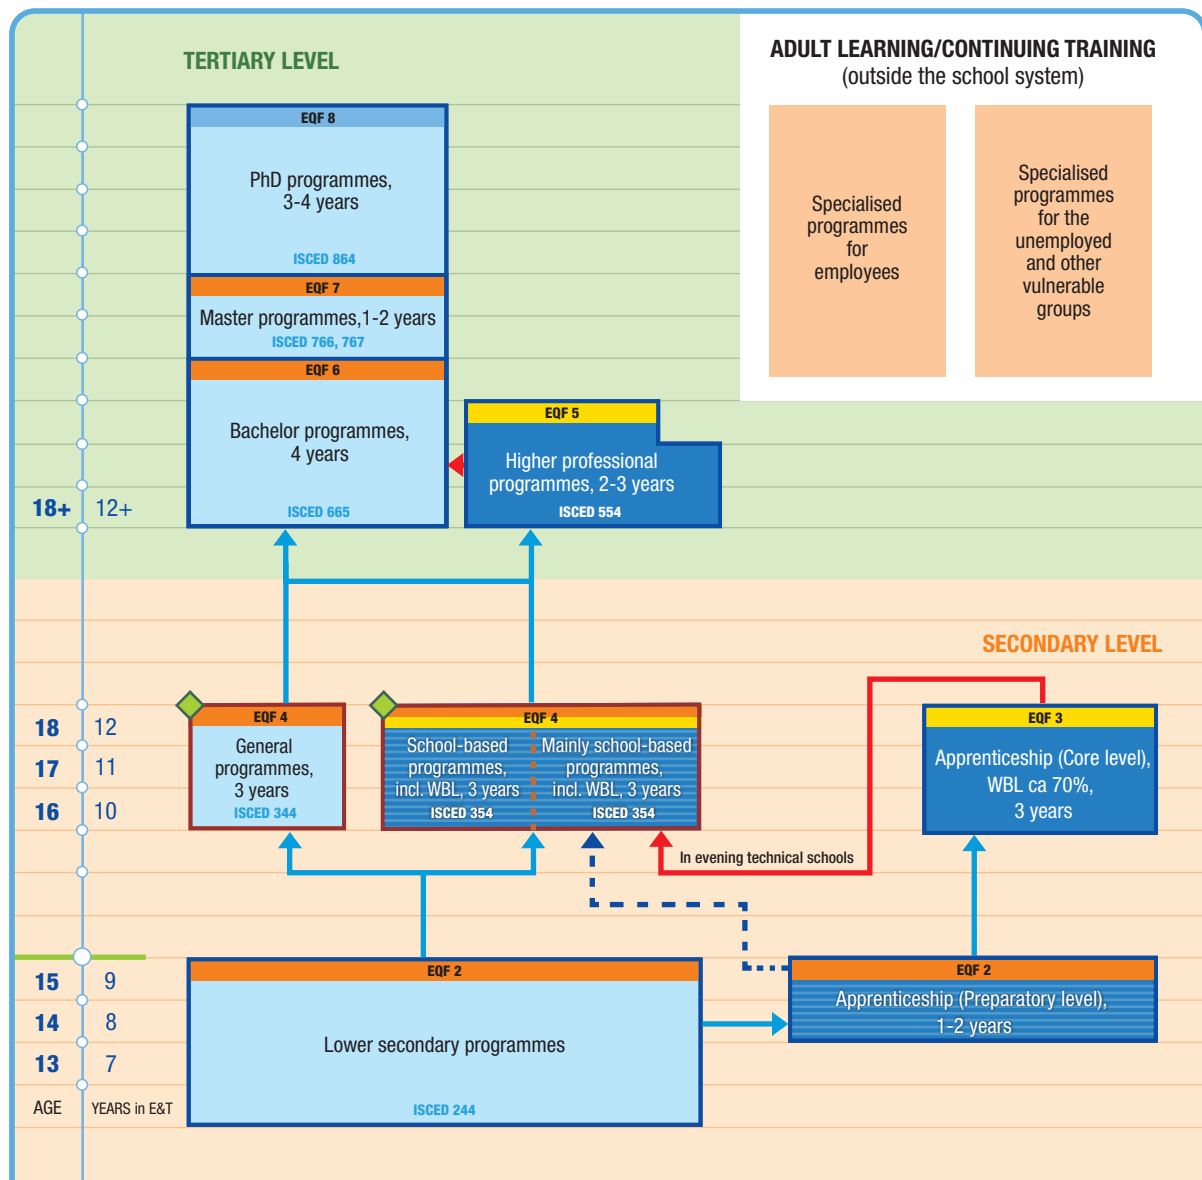 TERTIARY LEVEL
ADULT LEARNING/CONTINUING TRAINING
(outside the school system)
Specialised
programmes
for
employees
Specialised
programmes
for the
unemployed
and other
vulnerable
groups
EQF 8
PhD programmes,
3-4 years
ISCED 864
EQF 7
Master programmes,1-2 years
ISCED 766, 767
EQF 6
Bachelor programmes,
4 years
ISCED 665
EQF 5
Higher professional
programmes, 2-3 years
ISCED 554
18+ 12+
SECONDARY LEVEL
18 12
17 11
16 10
EQF 4
General
programmes,
3 years
ISCED 344
EQF 4
School-based
programmes,
incl. WBL, 3 years
ISCED 354
Mainly school-based
programmes,
incl. WBL, 3 years
ISCED 354
EQF 3
Apprenticeship (Core level),
WBL ca 70%,
3 years
In evening technical schools
15 9
14 8
13 7
AGE YEARS in E&T
EQF 2
Lower secondary programmes
ISCED 244
EQF 2
Apprenticeship (Preparatory level),
1-2 years